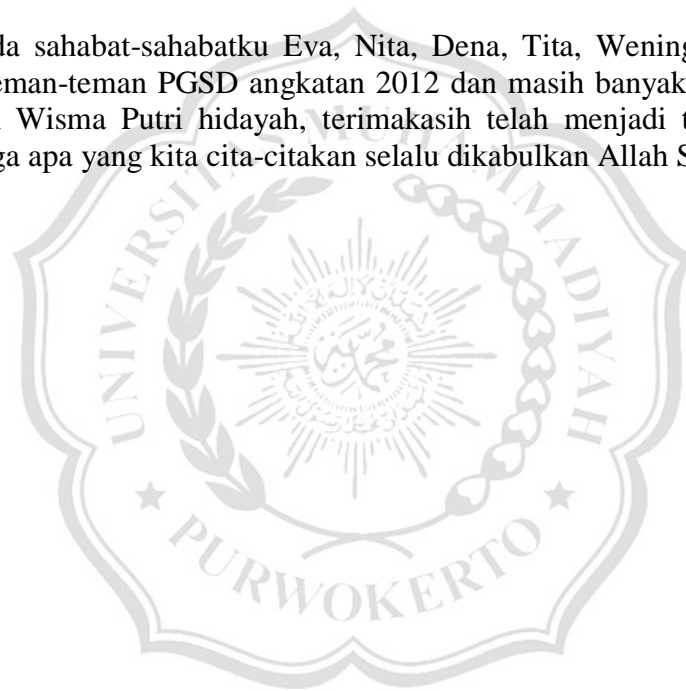 da sahabat-sahabatku Eva, Nita, Dena, Tita, Wening
eman-teman PGSD angkatan 2012 dan masih banyak
Wisma Putri hidayah, terimakasih telah menjadi t
ga apa yang kita cita-citakan selalu dikabulkan Allah S
UNIVERSITAS MUHAMMADIYAH
PURWOKERTO